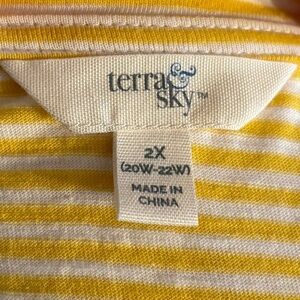 terra &
sky™
2X
(20W-22W)
MADE IN
CHINA